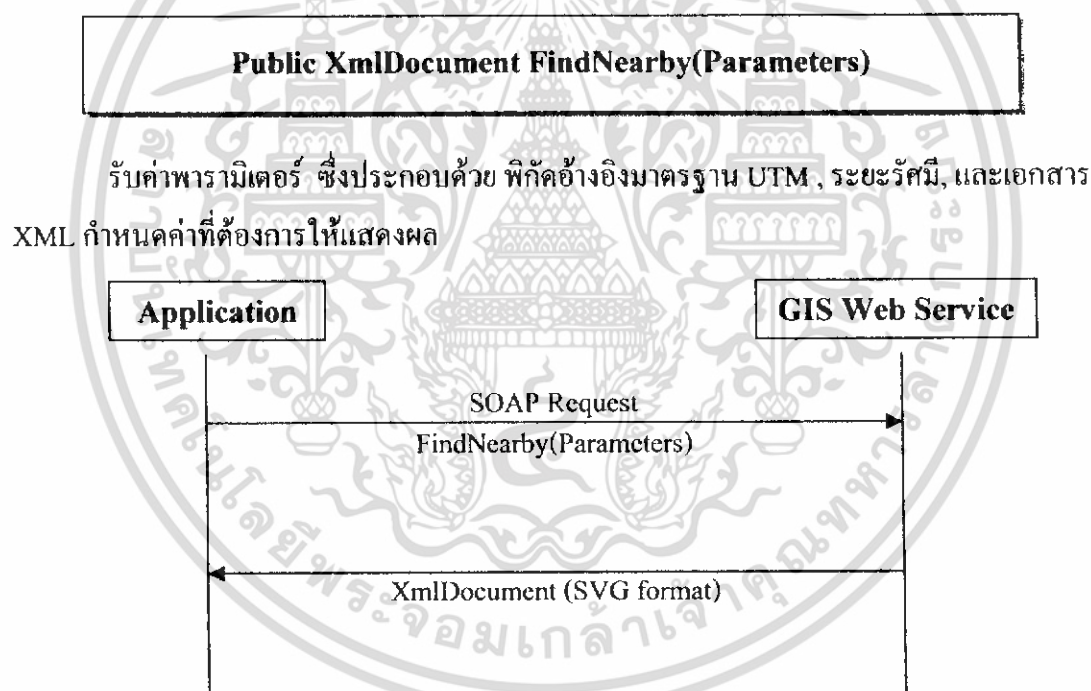 Public XmlDocument FindNearby(Parameters)
รับค่าพารามิเตอร์ ซึ่งประกอบด้วย พิกัดอ้างอิงมาตรฐาน UTM , ระยะรัศมี, และเอกสาร
XML กำหนดค่าที่ต้องการให้แสดงผล
Application
GIS Web Service
SOAP Request
FindNearby(Parameters)
XmlDocument (SVG format)